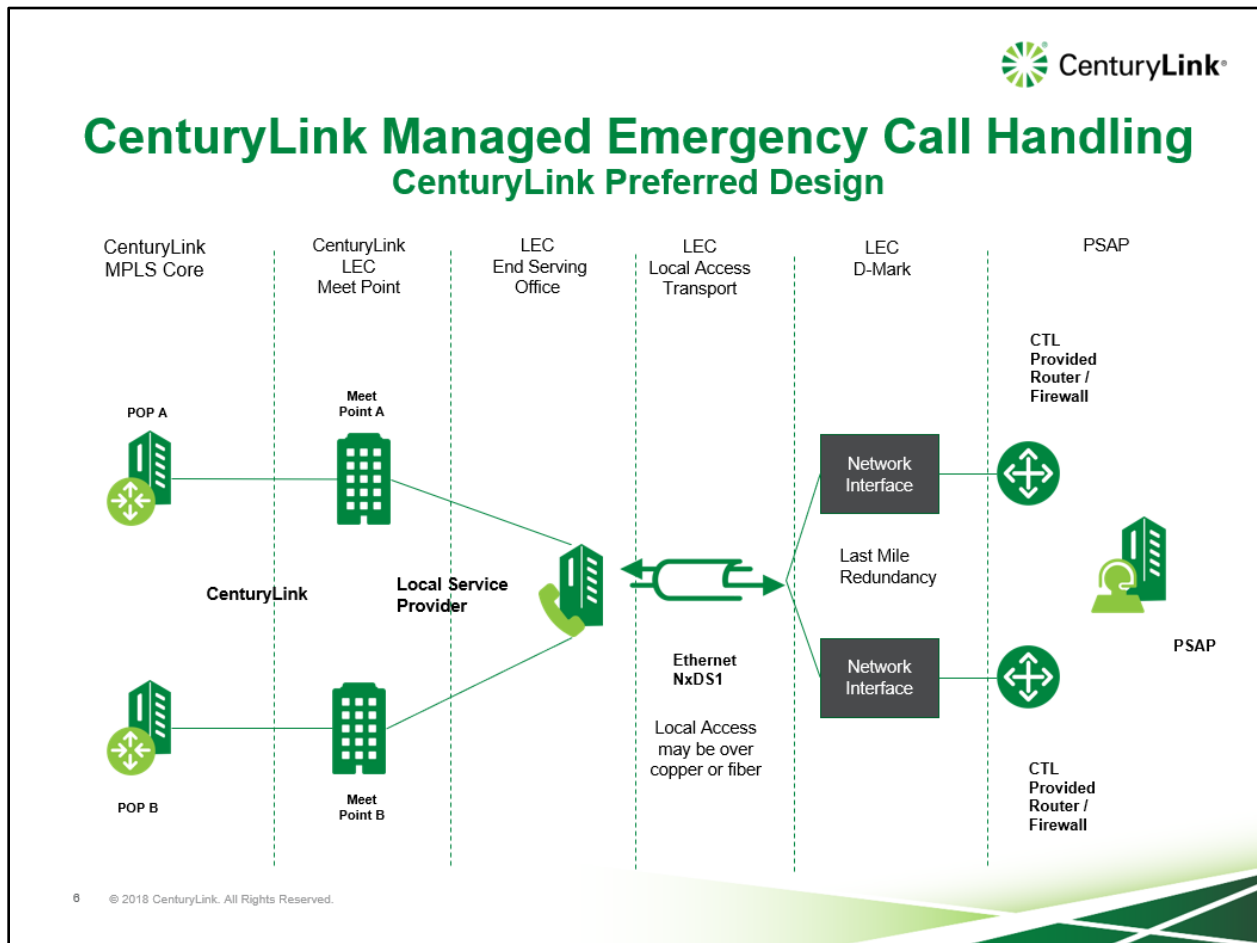 CenturyLink®
CenturyLink Managed Emergency Call Handling
CenturyLink Preferred Design
CenturyLink
MPLS Core
CenturyLink
LEC
Meet Point
LEC
End Serving
Office
LEC
Local Access
Transport
LEC
D-Mark
PSAP
POP A
Meet
Point A
CTL
Provided
Router /
Firewall
Network
Interface
CenturyLink
Local Service
Provider
Last Mile
Redundancy
PSAP
Ethernet
NxDS1
Local Access
may be over
copper or fiber
Network
Interface
POP B
Meet
Point B
CTL
Provided
Router /
Firewall
6 © 2018 CenturyLink. All Rights Reserved.